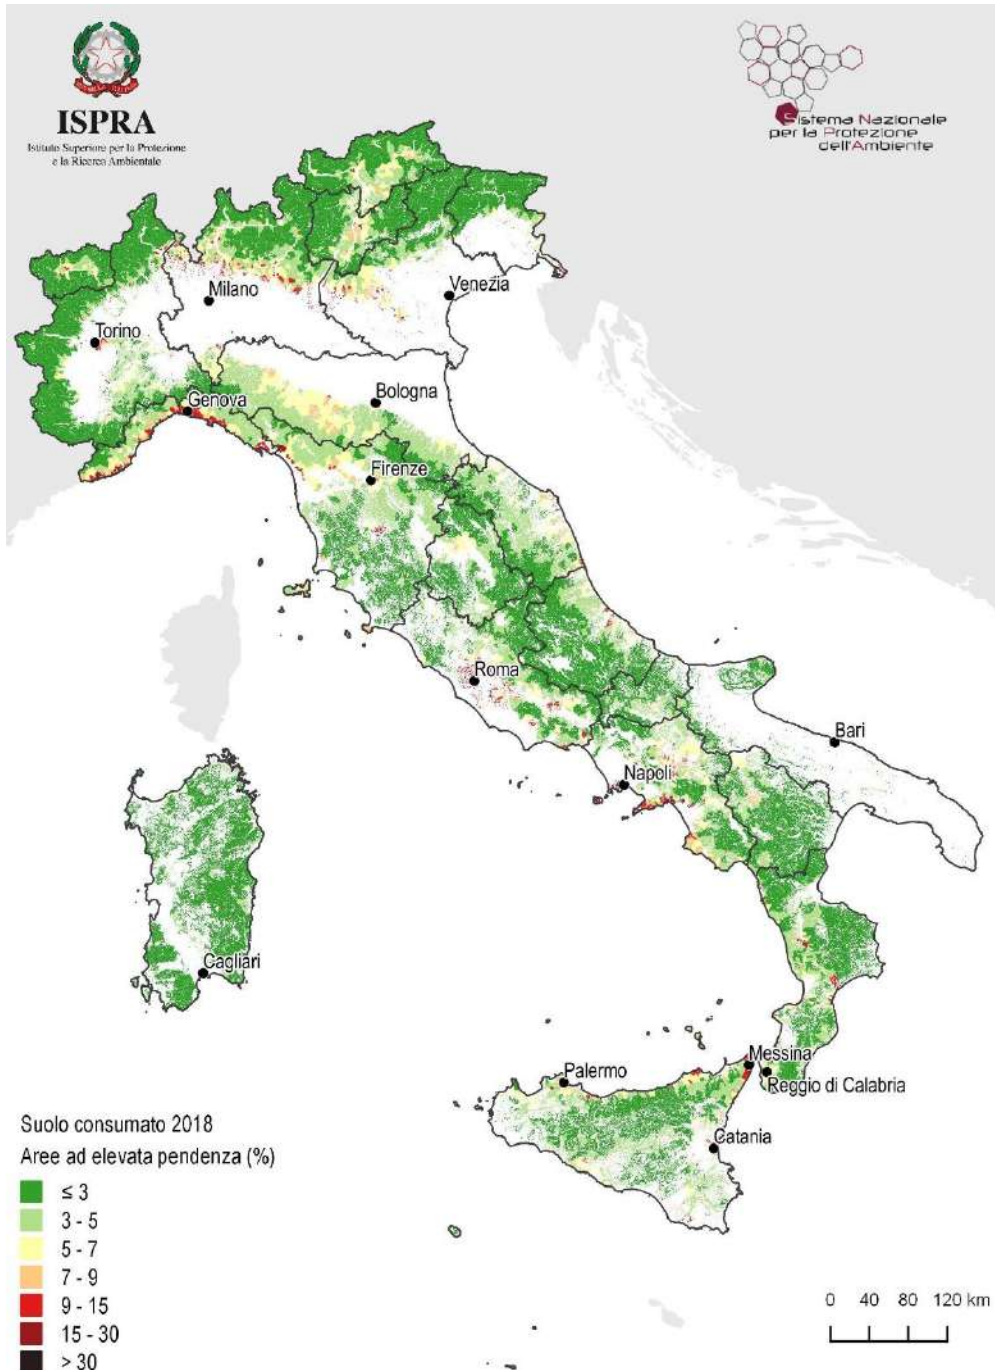 ISPRA
Istituto Superiore per la Protezione
e la Ricerca Ambientale
Sistema Nazionale
per la Protezione
dell'Ambiente
Milano
Venezia
Torino
Genova
Bologna
Firenze
Roma
Bari
Napoli
Cagliari
Messina
Palermo
Reggio di Calabria
Catania
Suolo consumato 2018
Aree ad elevata pendenza (%)
≤ 3
3 - 5
5 - 7
7 - 9
9 - 15
15 - 30
> 30
0 40 80 120 km